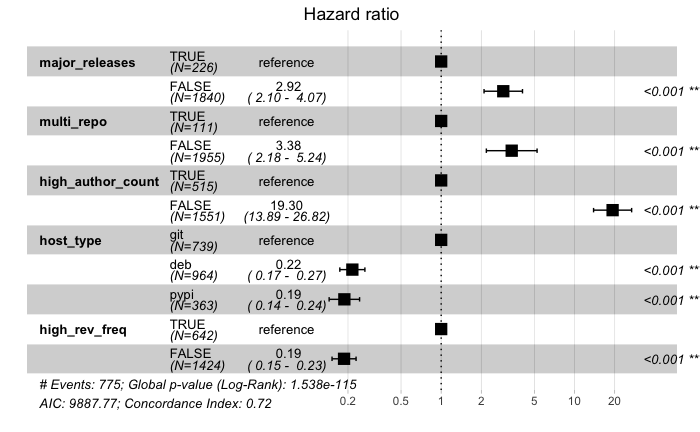 Hazard ratio
major_releases TRUE (N=226) reference
FALSE (N=1840) 2.92 ( 2.10 - 4.07) <0.001 **
multi_repo TRUE (N=111) reference
FALSE (N=1955) 3.38 ( 2.18 - 5.24) <0.001 **
high_author_count TRUE (N=515) reference
FALSE (N=1551) 19.30 (13.89 - 26.82) <0.001 **
host_type git (N=739) reference
deb (N=964) 0.22 ( 0.17 - 0.27) <0.001 **
pypi (N=363) 0.19 ( 0.14 - 0.24) <0.001 **
high_rev_freq TRUE (N=642) reference
FALSE (N=1424) 0.19 ( 0.15 - 0.23) <0.001 **
# Events: 775; Global p-value (Log-Rank): 1.538e-115
AIC: 9887.77; Concordance Index: 0.72
0.2 0.5 1 2 5 10 20